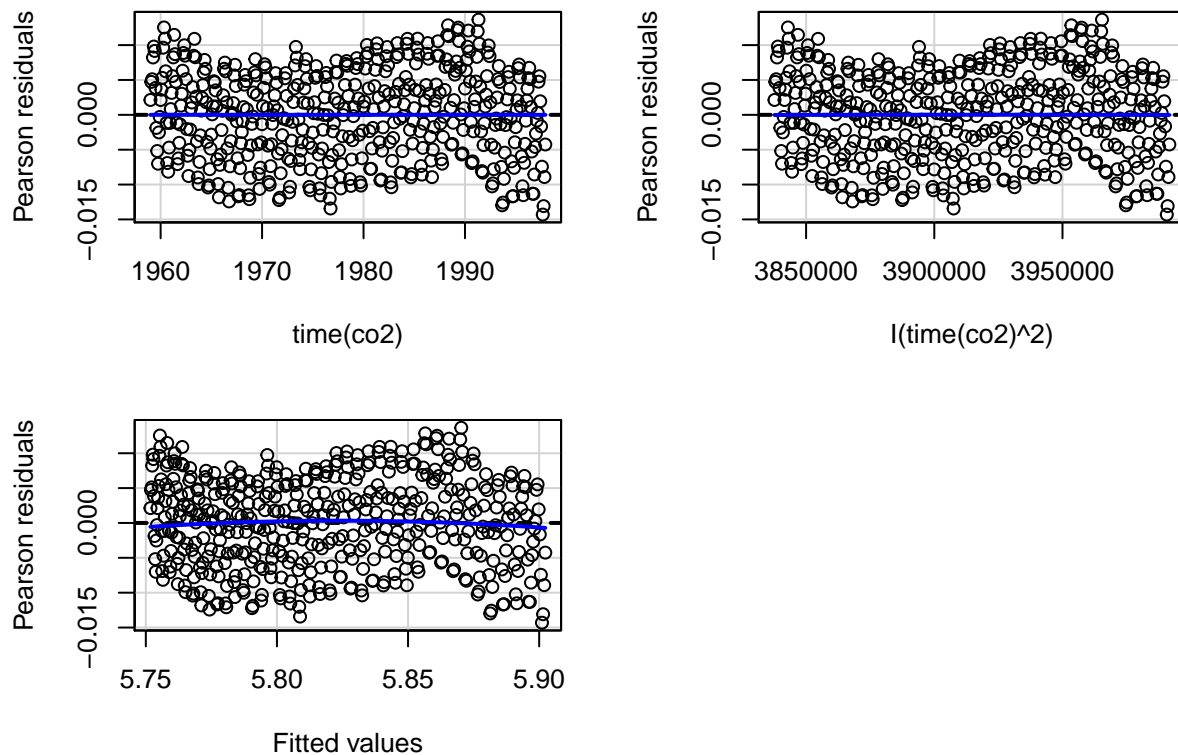 Pearson residuals
0.000
−0.015
1960 1970 1980 1990
time(co2)
Pearson residuals
0.000
−0.015
3850000 3900000 3950000
I(time(co2)^2)
Pearson residuals
0.000
−0.015
5.75 5.80 5.85 5.90
Fitted values